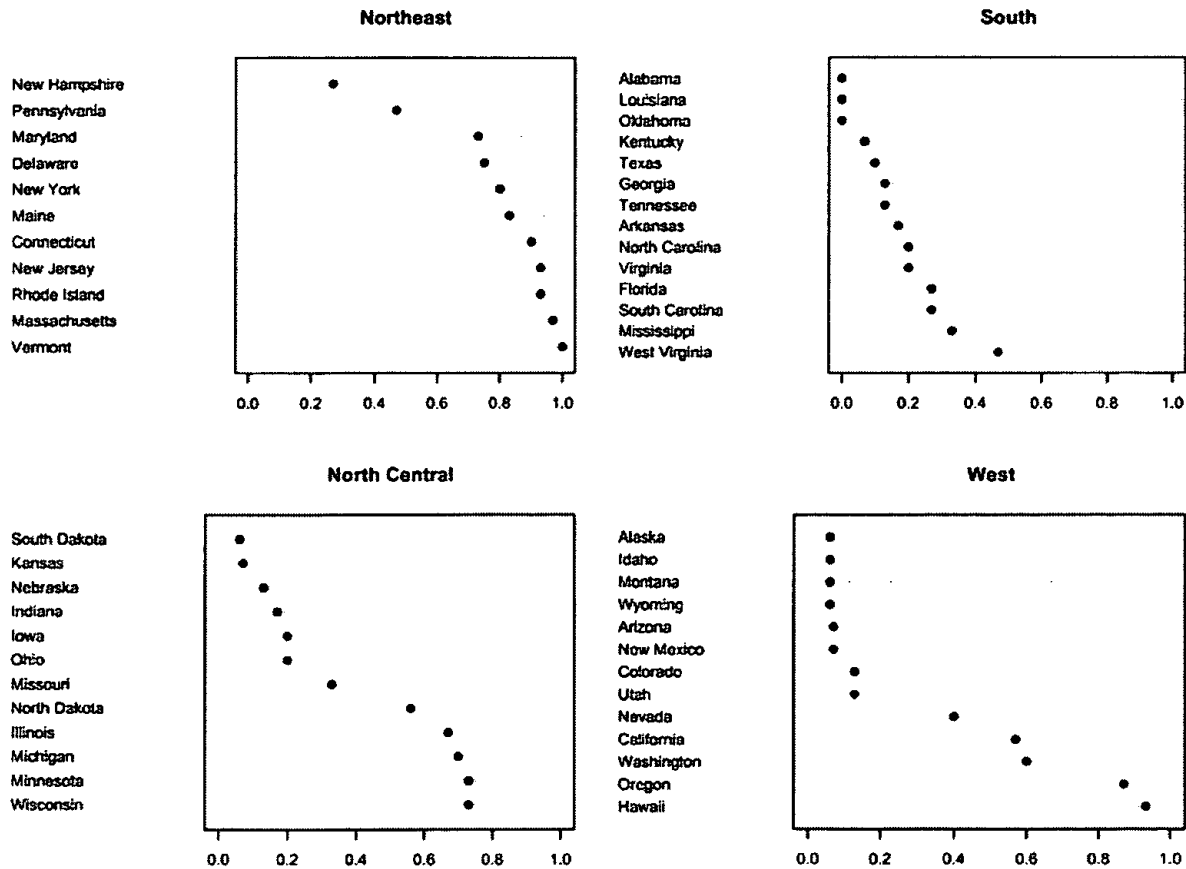 Northeast
New Hampshire
Pennsylvania
Maryland
Delaware
New York
Maine
Connecticut
New Jersey
Rhode Island
Massachusetts
Vermont
0.0 0.2 0.4 0.6 0.8 1.0
South
Alabama
Louisiana
Oklahoma
Kentucky
Texas
Georgia
Tennessee
Arkansas
North Carolina
Virginia
Florida
South Carolina
Mississippi
West Virginia
0.0 0.2 0.4 0.6 0.8 1.0
North Central
South Dakota
Kansas
Nebraska
Indiana
Iowa
Ohio
Missouri
North Dakota
Illinois
Michigan
Minnesota
Wisconsin
0.0 0.2 0.4 0.6 0.8 1.0
West
Alaska
Idaho
Montana
Wyoming
Arizona
New Mexico
Colorado
Utah
Nevada
California
Washington
Oregon
Hawaii
0.0 0.2 0.4 0.6 0.8 1.0